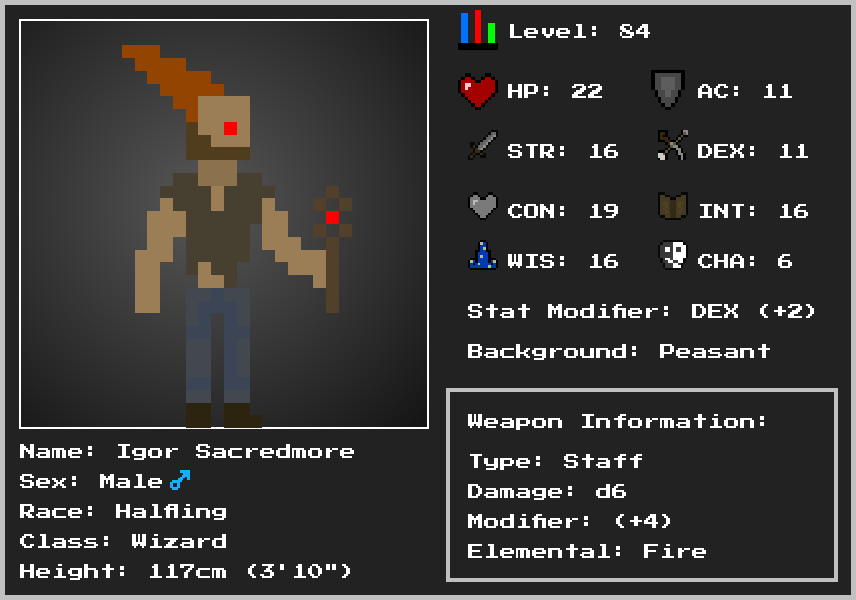 Level: 84
HP: 22 AC: 11
STR: 16 DEX: 11
CON: 19 INT: 16
WIS: 16 CHA: 6
Stat Modifier: DEX (+2)
Background: Peasant
Weapon Information:
Type: Staff
Damage: d6
Modifier: (+4)
Elemental: Fire
Name: Igor Sacredmore
Sex: Male ♂
Race: Halfling
Class: Wizard
Height: 117cm (3'10")